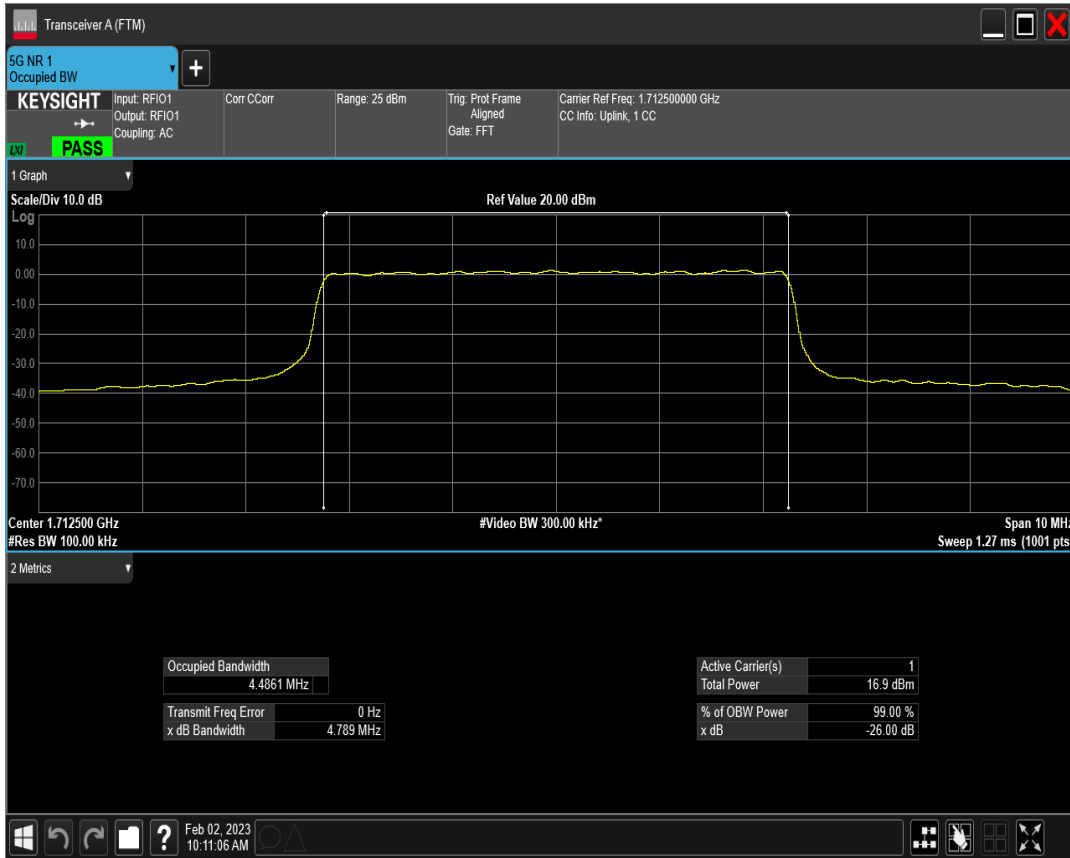 Transceiver A (FTM)
5G NR 1
Occupied BW
+
KEYSIGHT
LXI
PASS
Input: RFIO1
Output: RFIO1
Coupling: AC
Corr CCorr
Range: 25 dBm
Trig: Prot Frame
Aligned
Gate: FFT
Carrier Ref Freq: 1.712500000 GHz
CC Info: Uplink, 1 CC
1 Graph
Scale/Div 10.0 dB
Ref Value 20.00 dBm
Log
10.0
0.00
-10.0
-20.0
-30.0
-40.0
-50.0
-60.0
-70.0
Center 1.712500 GHz
#Video BW 300.00 kHz*
Span 10 MHz
#Res BW 100.00 kHz
Sweep 1.27 ms (1001 pts
2 Metrics
Occupied Bandwidth
4.4861 MHz
Transmit Freq Error 0 Hz
x dB Bandwidth 4.789 MHz
Active Carrier(s) 1
Total Power 16.9 dBm
% of OBW Power 99.00 %
x dB -26.00 dB
?
Feb 02, 2023
10:11:06 AM